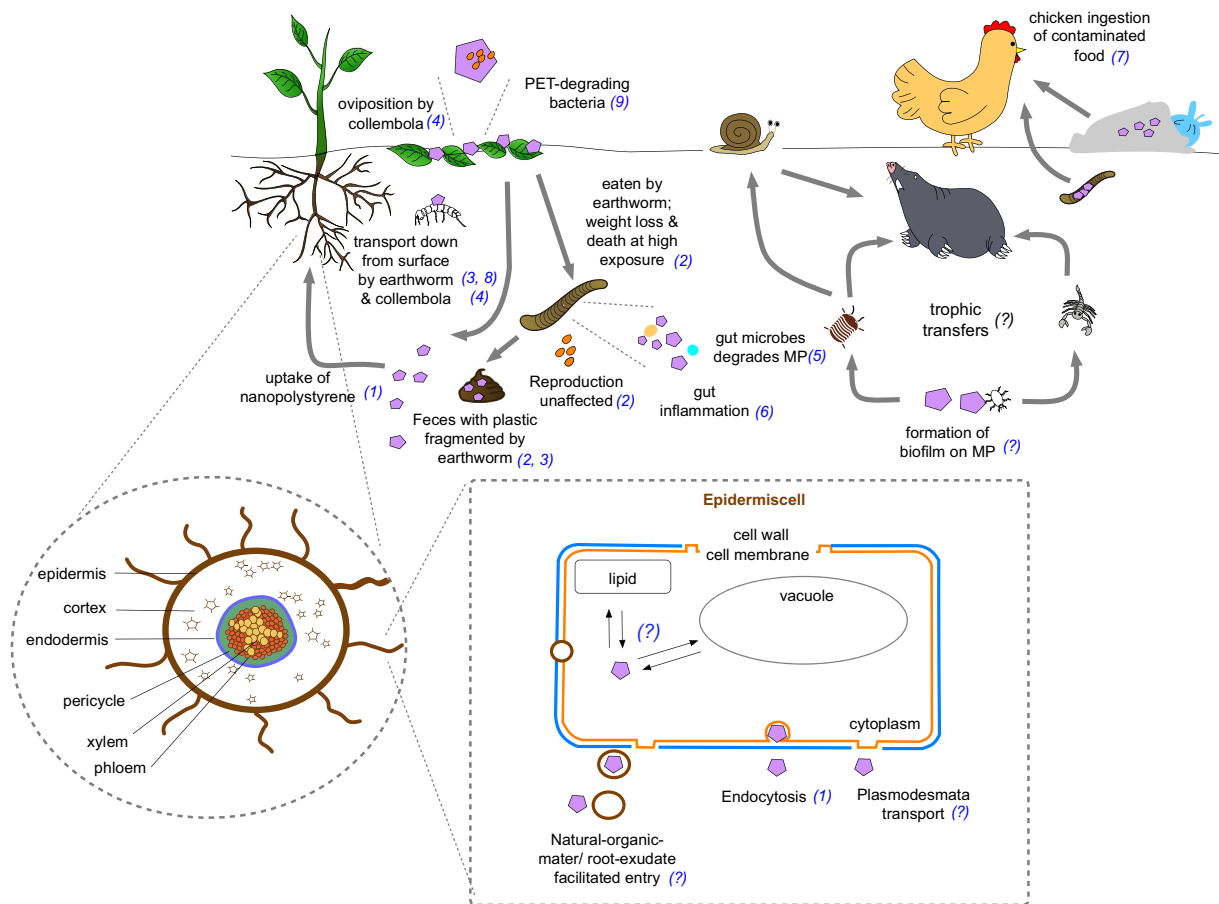 chicken ingestion
of contaminated
food (7)
PET-degrading
bacteria (9)
oviposition by
collembola (4)
eaten by
earthworm;
weight loss &
death at high
exposure (2)
transport down
from surface
by earthworm (3, 8)
& collembola (4)
trophic
transfers (?)
gut microbes
degrades MP(5)
uptake of
nanopolystyrene (1)
Reproduction
unaffected (2)
gut
inflammation (6)
Feces with plastic
fragmented by
earthworm (2, 3)
formation of
biofilm on MP (?)
Epidermiscell
cell wall
cell membrane
lipid
vacuole
(?)
cytoplasm
epidermis
cortex
endodermis
pericycle
xylem
phloem
Endocytosis (1)
Plasmodesmata
transport (?)
Natural-organic-
mater/ root-exudate
facilitated entry (?)